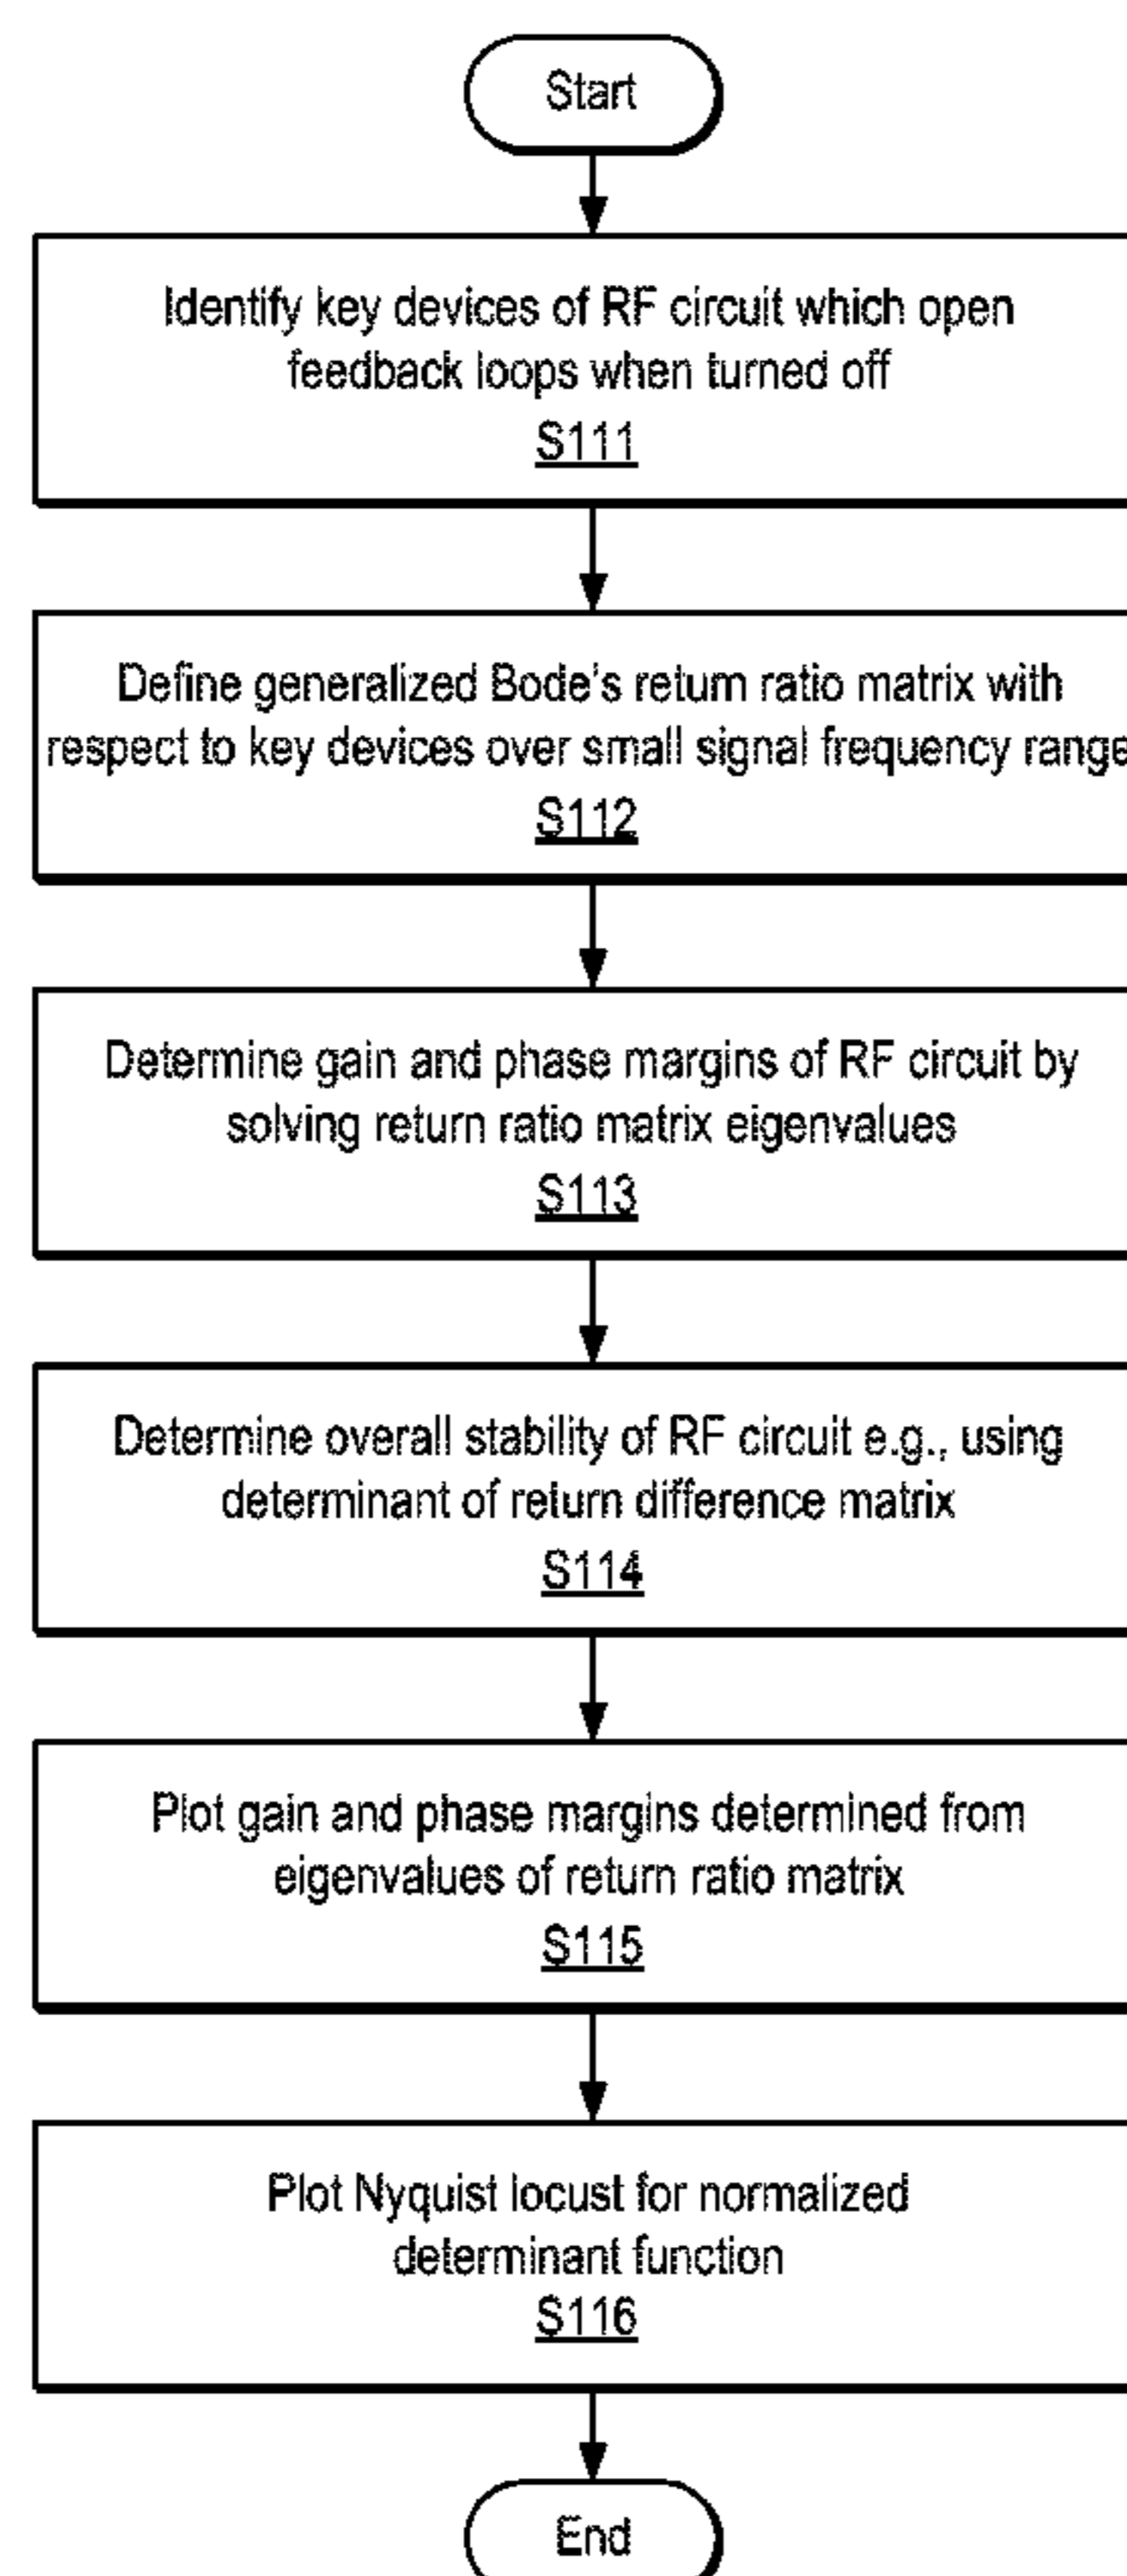 Start
Identify key devices of RF circuit which open
feedback loops when turned off
S111
Define generalized Bode's return ratio matrix with
respect to key devices over small signal frequency range
S112
Determine gain and phase margins of RF circuit by
solving return ratio matrix eigenvalues
S113
Determine overall stability of RF circuit e.g., using
determinant of return difference matrix
S114
Plot gain and phase margins determined from
eigenvalues of return ratio matrix
S115
Plot Nyquist locust for normalized
determinant function
S116
End